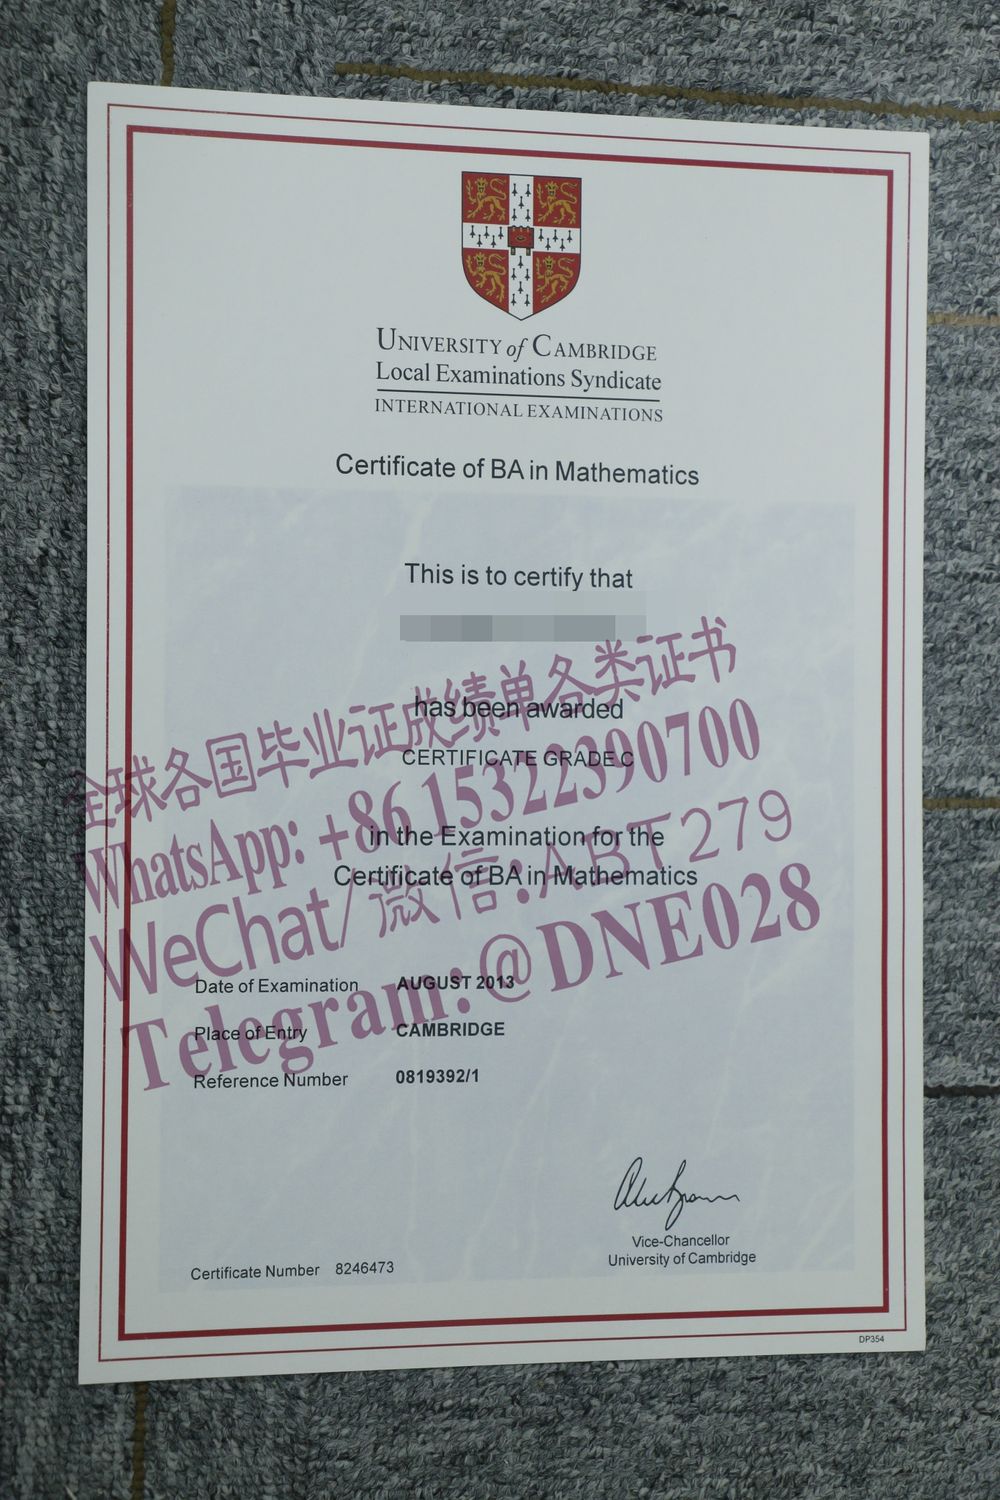 UNIVERSITY of CAMBRIDGE
Local Examinations Syndicate
INTERNATIONAL EXAMINATIONS
Certificate of BA in Mathematics
This is to certify that
全球各国毕业证成绩单各类证书
has been awarded
CERTIFICATE GRADE C
WhatsApp: +86 15322390700
in the Examination for the
Certificate of BA in Mathematics
WeChat/微信:ABT279
Telegram:@DNE028
Date of Examination AUGUST 2013
Place of Entry CAMBRIDGE
Reference Number 0819392/1
Vice-Chancellor
University of Cambridge
Certificate Number 8246473
DP354